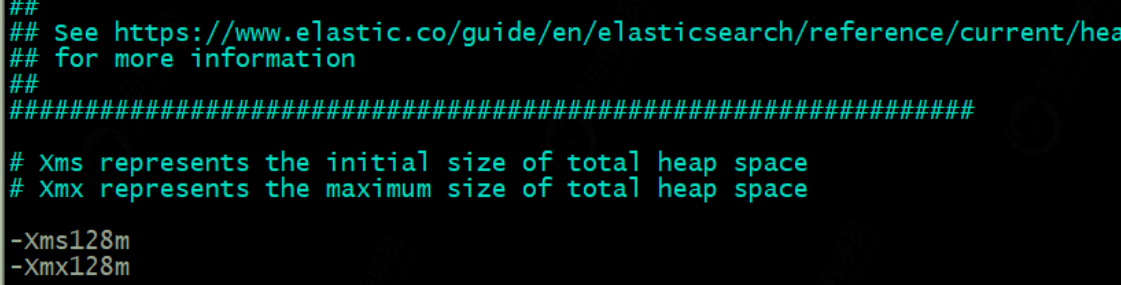 ##
## See https://www.elastic.co/guide/en/elasticsearch/reference/current/hea
## for more information
##
################################################################

# Xms represents the initial size of total heap space
# Xmx represents the maximum size of total heap space

-Xms128m
-Xmx128m